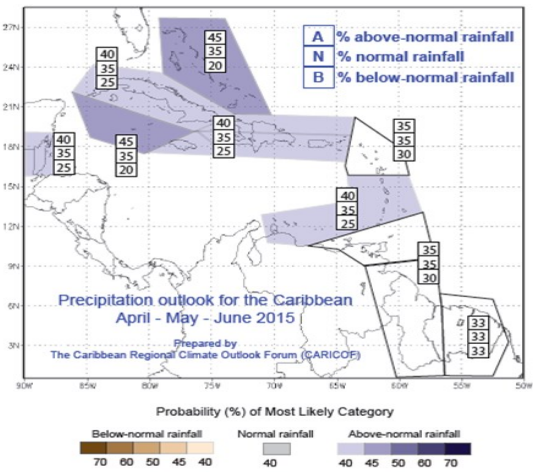 27N
24N
21N
18N
15N
12N
9N
6N
3N
90W
85W
80W
75W
70W
65W
60W
55W
50W
A % above-normal rainfall
N % normal rainfall
B % below-normal rainfall
40
35
25
45
35
20
40
35
25
45
35
20
40
35
25
35
35
30
40
35
25
35
35
30
33
33
33
Precipitation outlook for the Caribbean
April - May - June 2015
Prepared by
The Caribbean Regional Climate Outlook Forum (CARICOF)
Probability (%) of Most Likely Category
Below-normal rainfall
70 60 50 45 40
Normal rainfall
40
Above-normal rainfall
40 45 50 60 70